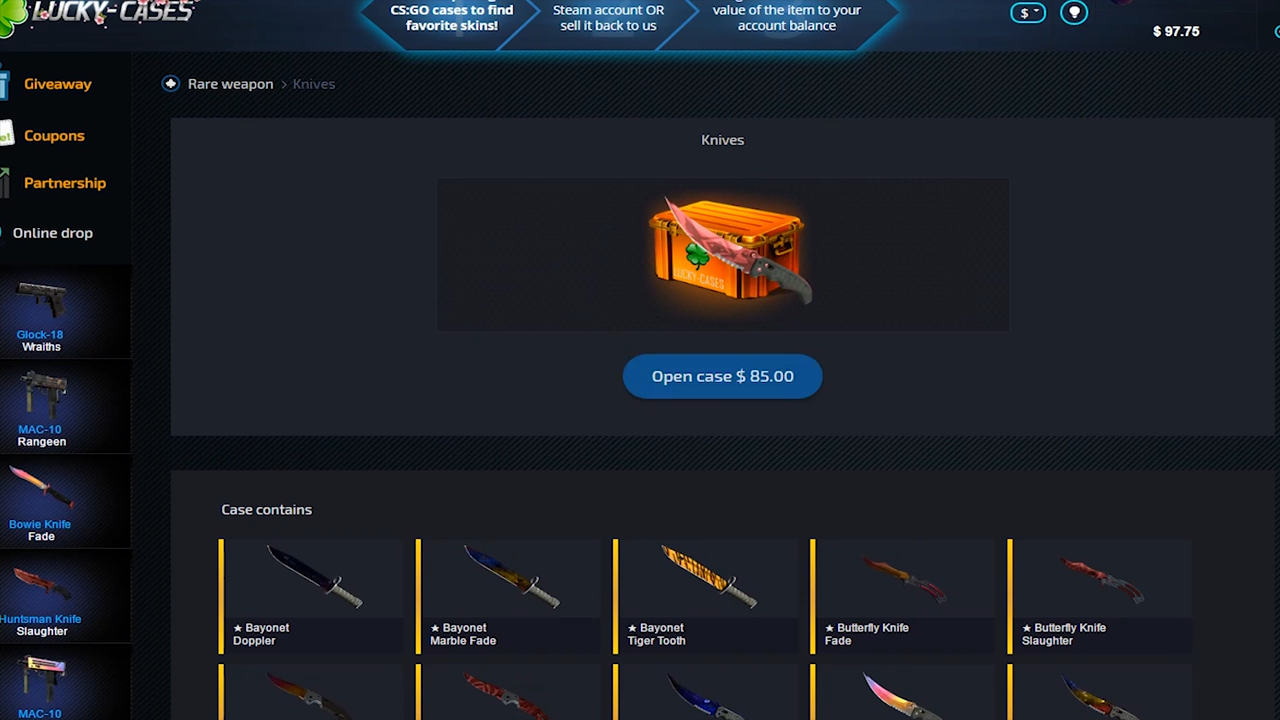 LUCKY-CASES
CS:GO cases to find
favorite skins!
Steam account OR
sell it back to us
value of the item to your
account balance
$
$ 97.75
Giveaway
Coupons
Partnership
Online drop
Rare weapon > Knives
Knives
LUCKY-CASES
Open case $ 85.00
Glock-18
Wraiths
MAC-10
Rangeen
Bowie Knife
Fade
Huntsman Knife
Slaughter
MAC-10
Case contains
★ Bayonet
Doppler
★ Bayonet
Marble Fade
★ Bayonet
Tiger Tooth
★ Butterfly Knife
Fade
★ Butterfly Knife
Slaughter